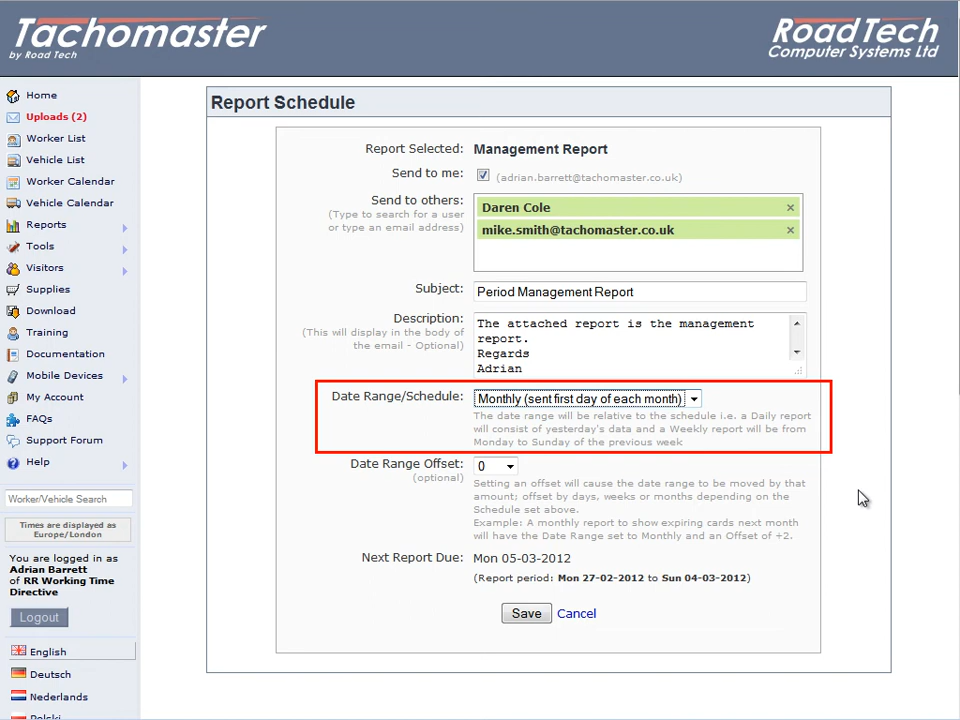 Tachomaster
by Road Tech
RoadTech
Computer Systems Ltd
Home
Uploads (2)
Worker List
Vehicle List
Worker Calendar
Vehicle Calendar
Reports
Tools
Visitors
Supplies
Download
Training
Documentation
Mobile Devices
My Account
FAQs
Support Forum
Help
Worker/Vehicle Search
Times are displayed as
Europe/London
You are logged in as
Adrian Barrett
of RR Working Time
Directive
Logout
English
Deutsch
Nederlands
Polski
Report Schedule
Report Selected: Management Report
Send to me: (adrian.barrett@tachomaster.co.uk)
Send to others:
(Type to search for a user
or type an email address)
Daren Cole ×
mike.smith@tachomaster.co.uk ×
Subject: Period Management Report
Description:
(This will display in the body of
the email - Optional)
The attached report is the management
report.
Regards
Adrian
Date Range/Schedule: Monthly (sent first day of each month)
The date range will be relative to the schedule i.e. a Daily report
will consist of yesterday's data and a Weekly report will be from
Monday to Sunday of the previous week
Date Range Offset: 0
(optional)
Setting an offset will cause the date range to be moved by that
amount; offset by days, weeks or months depending on the
Schedule set above.
Example: A monthly report to show expiring cards next month
will have the Date Range set to Monthly and an Offset of +2.
Next Report Due: Mon 05-03-2012
(Report period: Mon 27-02-2012 to Sun 04-03-2012)
Save Cancel